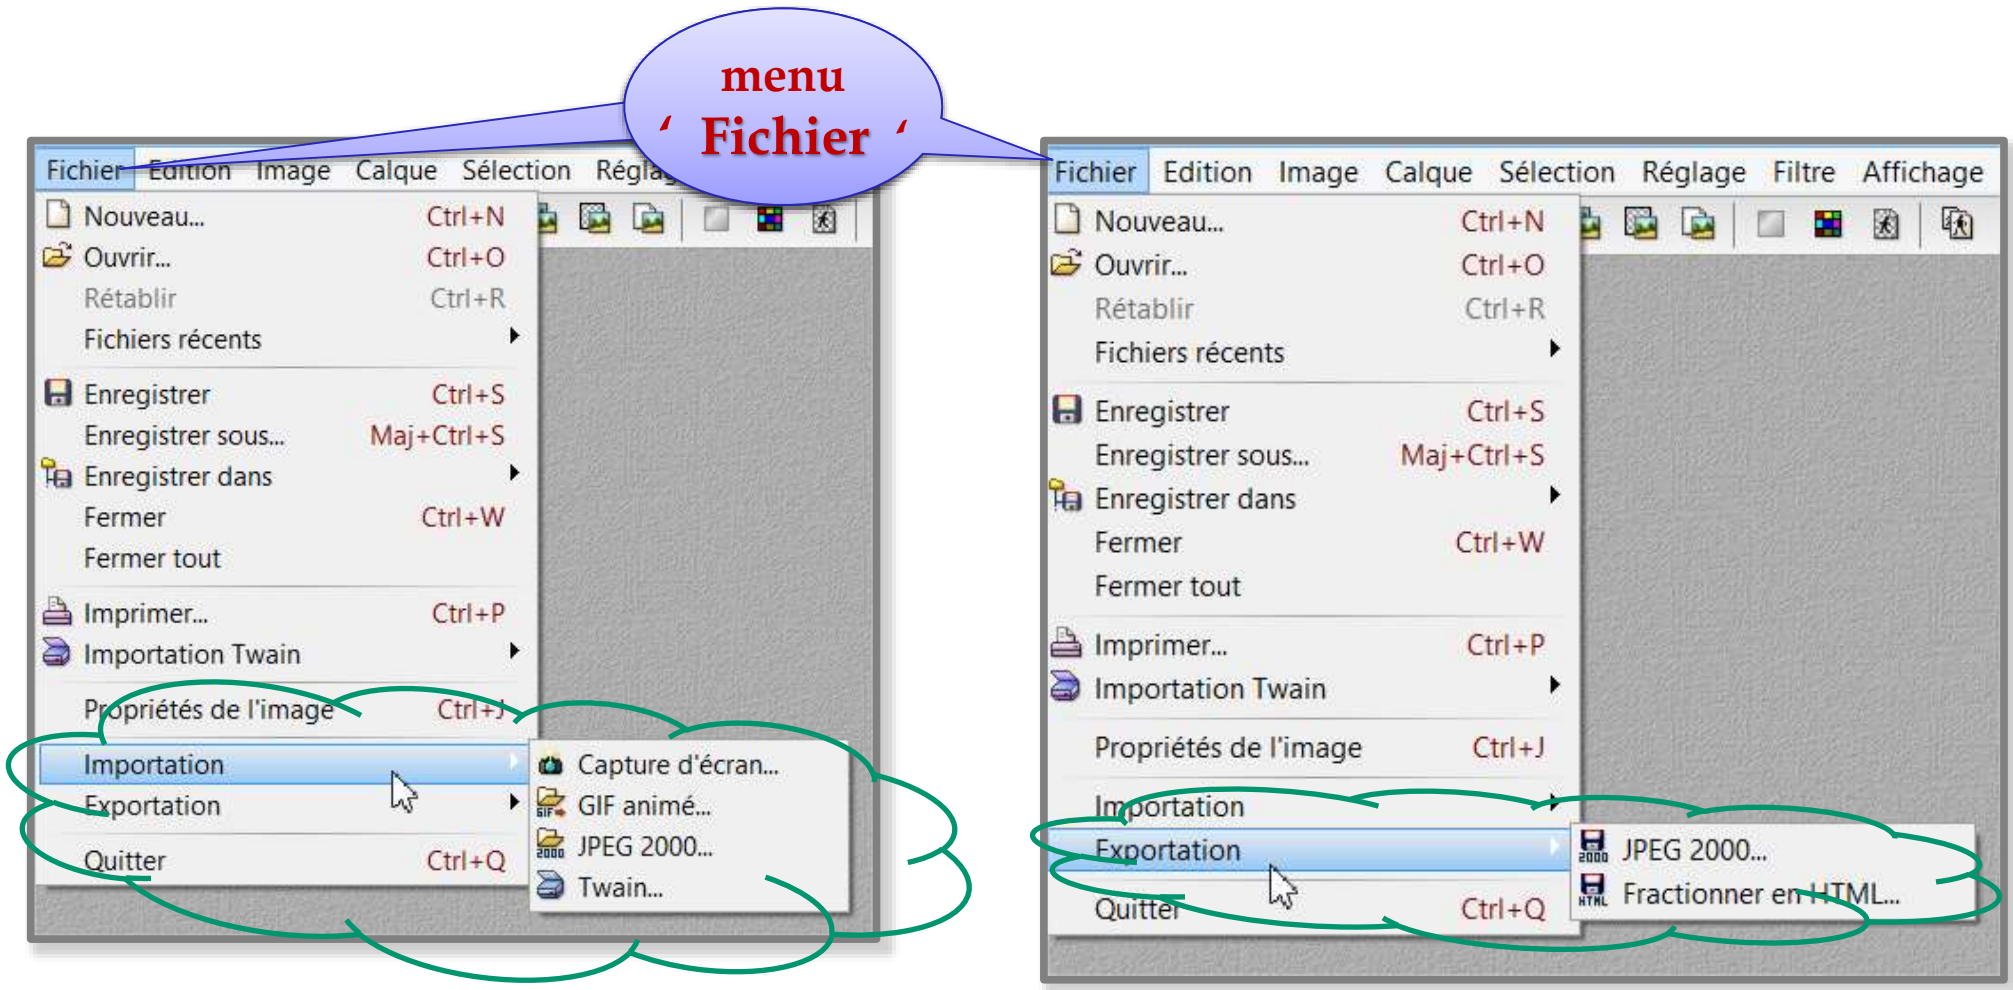 menu
‘ Fichier ‘
Fichier Edition Image Calque Sélection
Nouveau... Ctrl+N
Ouvrir... Ctrl+O
Rétablir Ctrl+R
Fichiers récents
Enregistrer Ctrl+S
Enregistrer sous... Maj+Ctrl+S
Enregistrer dans
Fermer Ctrl+W
Fermer tout
Imprimer... Ctrl+P
Importation Twain
Propriétés de l'image Ctrl+J
Importation
Exportation
Quitter Ctrl+Q
Capture d'écran...
GIF animé...
JPEG 2000...
Twain...
Fichier Edition Image Calque Sélection Réglage Filtre Affichage
Nouveau... Ctrl+N
Ouvrir... Ctrl+O
Rétablir Ctrl+R
Fichiers récents
Enregistrer Ctrl+S
Enregistrer sous... Maj+Ctrl+S
Enregistrer dans
Fermer Ctrl+W
Fermer tout
Imprimer... Ctrl+P
Importation Twain
Propriétés de l'image Ctrl+J
Importation
Exportation
Quitter Ctrl+Q
JPEG 2000...
Fractionner en HTML...